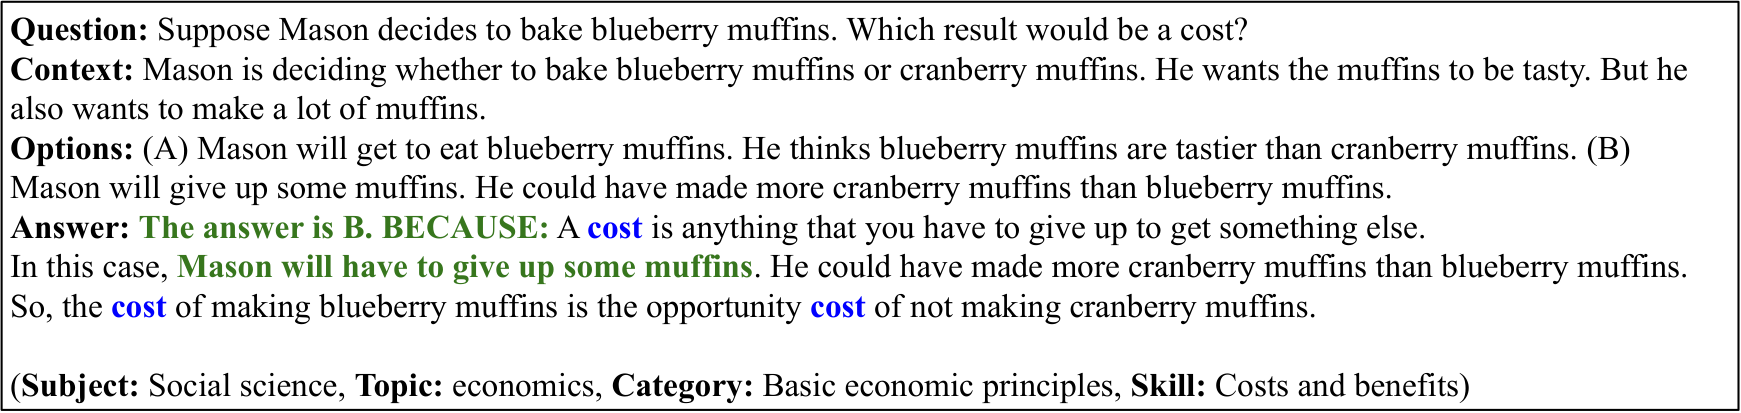 Question: Suppose Mason decides to bake blueberry muffins. Which result would be a cost?
Context: Mason is deciding whether to bake blueberry muffins or cranberry muffins. He wants the muffins to be tasty. But he
also wants to make a lot of muffins.
Options: (A) Mason will get to eat blueberry muffins. He thinks blueberry muffins are tastier than cranberry muffins. (B)
Mason will give up some muffins. He could have made more cranberry muffins than blueberry muffins.
Answer: The answer is B. BECAUSE: A cost is anything that you have to give up to get something else.
In this case, Mason will have to give up some muffins. He could have made more cranberry muffins than blueberry muffins.
So, the cost of making blueberry muffins is the opportunity cost of not making cranberry muffins.
(Subject: Social science, Topic: economics, Category: Basic economic principles, Skill: Costs and benefits)